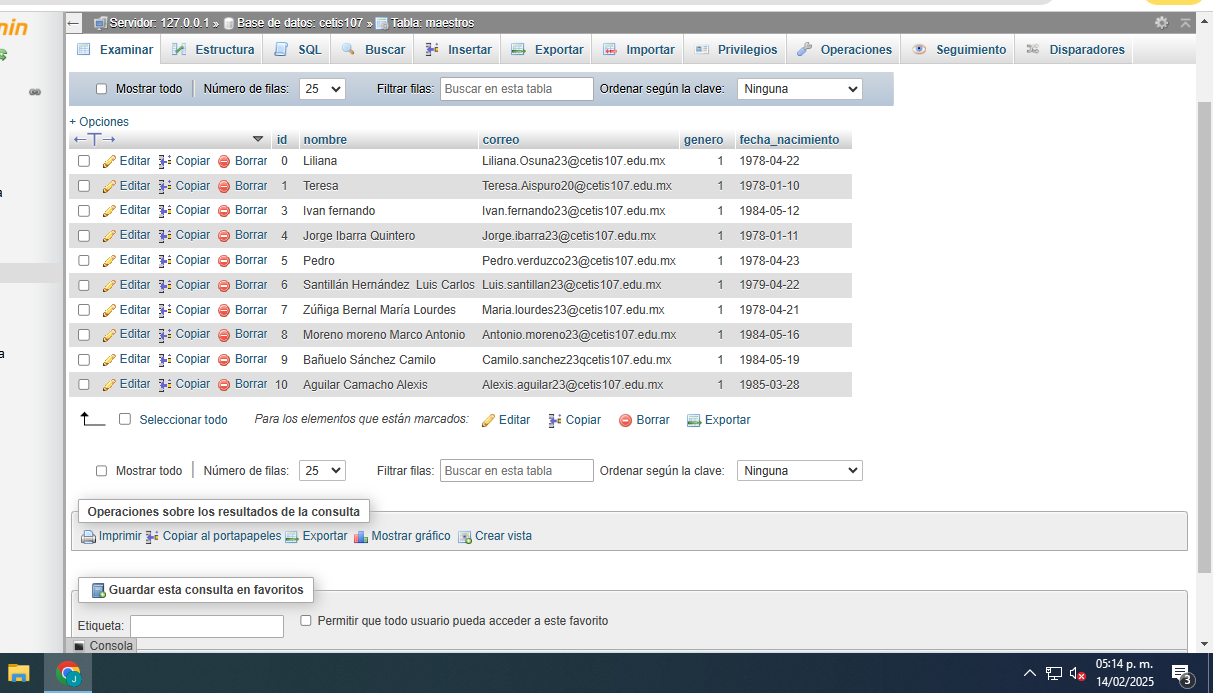 min
Servidor: 127.0.0.1 » Base de datos: cetis107 » Tabla: maestros
Examinar Estructura SQL Buscar Insertar Exportar Importar Privilegios Operaciones Seguimiento Disparadores
Mostrar todo Número de filas: 25 Filtrar filas: Buscar en esta tabla Ordenar según la clave: Ninguna
+ Opciones
←T→ id nombre correo genero fecha_nacimiento
Editar Copiar Borrar 0 Liliana Liliana.Osuna23@cetis107.edu.mx 1 1978-04-22
Editar Copiar Borrar 1 Teresa Teresa.Aispuro20@cetis107.edu.mx 1 1978-01-10
Editar Copiar Borrar 3 Ivan fernando Ivan.fernando23@cetis107.edu.mx 1 1984-05-12
Editar Copiar Borrar 4 Jorge Ibarra Quintero Jorge.ibarra23@cetis107.edu.mx 1 1978-01-11
Editar Copiar Borrar 5 Pedro Pedro.verduzco23@cetis107.edu.mx 1 1978-04-23
Editar Copiar Borrar 6 Santillán Hernández Luis Carlos Luis.santillan23@cetis107.edu.mx 1 1979-04-22
Editar Copiar Borrar 7 Zúñiga Bernal María Lourdes Maria.lourdes23@cetis107.edu.mx 1 1978-04-21
Editar Copiar Borrar 8 Moreno moreno Marco Antonio Antonio.moreno23@cetis107.edu.mx 1 1984-05-16
Editar Copiar Borrar 9 Bañuelo Sánchez Camilo Camilo.sanchez23qcetis107.edu.mx 1 1984-05-19
Editar Copiar Borrar 10 Aguilar Camacho Alexis Alexis.aguilar23@cetis107.edu.mx 1 1985-03-28
Seleccionar todo Para los elementos que están marcados: Editar Copiar Borrar Exportar
Mostrar todo Número de filas: 25 Filtrar filas: Buscar en esta tabla Ordenar según la clave: Ninguna
Operaciones sobre los resultados de la consulta
Imprimir Copiar al portapapeles Exportar Mostrar gráfico Crear vista
Guardar esta consulta en favoritos
Etiqueta: Permitir que todo usuario pueda acceder a este favorito
Consola
05:14 p. m.
14/02/2025
3